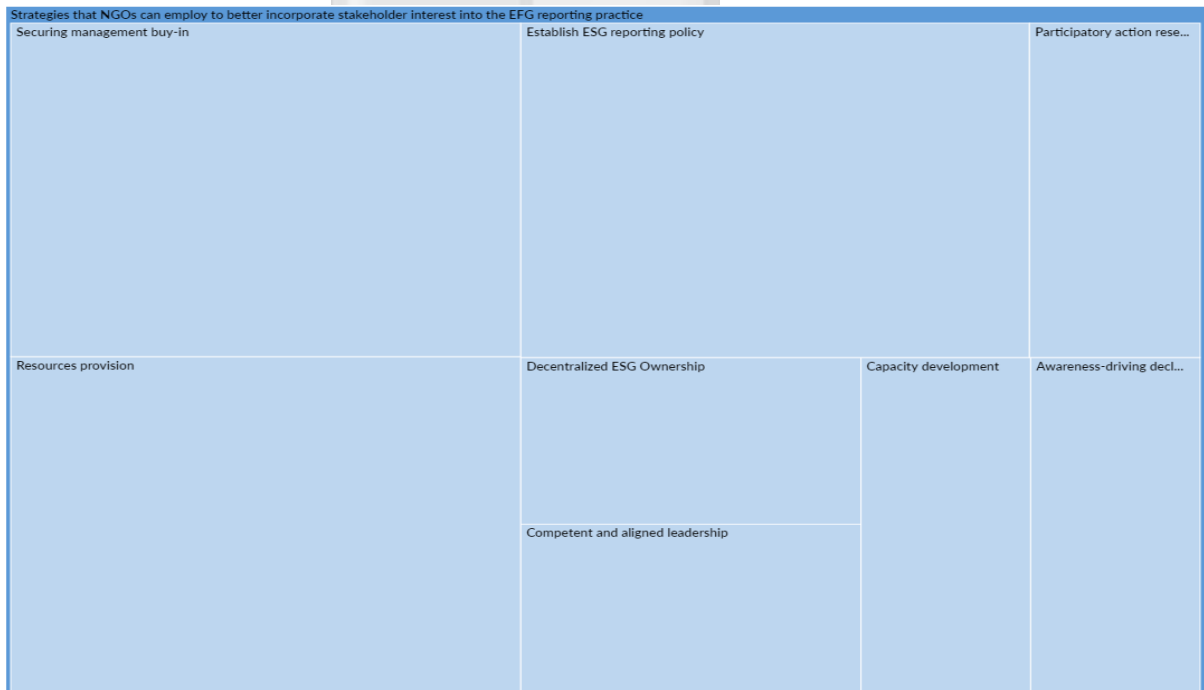 Strategies that NGOs can employ to better incorporate stakeholder interest into the EFG reporting practice
Securing management buy-in
Establish ESG reporting policy
Participatory action rese...
Resources provision
Decentralized ESG Ownership
Capacity development
Awareness-driving decl...
Competent and aligned leadership